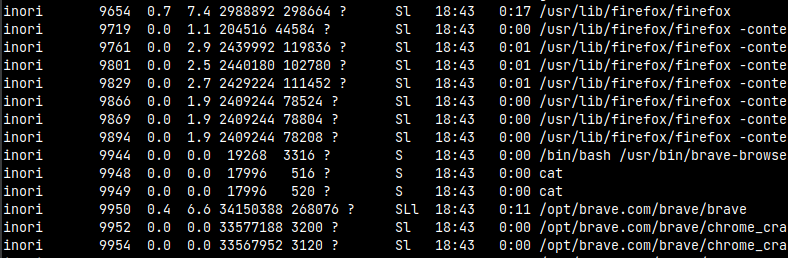 inori 9654 0.7 7.4 2988892 298664 ? Sl 18:43 0:17 /usr/lib/firefox/firefox
inori 9719 0.0 1.1 204516 44584 ? Sl 18:43 0:00 /usr/lib/firefox/firefox -conte
inori 9761 0.0 2.9 2439992 119836 ? Sl 18:43 0:01 /usr/lib/firefox/firefox -conte
inori 9801 0.0 2.5 2440180 102780 ? Sl 18:43 0:01 /usr/lib/firefox/firefox -conte
inori 9829 0.0 2.7 2429224 111452 ? Sl 18:43 0:01 /usr/lib/firefox/firefox -conte
inori 9866 0.0 1.9 2409244 78524 ? Sl 18:43 0:00 /usr/lib/firefox/firefox -conte
inori 9869 0.0 1.9 2409244 78804 ? Sl 18:43 0:00 /usr/lib/firefox/firefox -conte
inori 9894 0.0 1.9 2409244 78208 ? Sl 18:43 0:00 /usr/lib/firefox/firefox -conte
inori 9944 0.0 0.0 19268 3316 ? S 18:43 0:00 /bin/bash /usr/bin/brave-browse
inori 9948 0.0 0.0 17996 516 ? S 18:43 0:00 cat
inori 9949 0.0 0.0 17996 520 ? S 18:43 0:00 cat
inori 9950 0.4 6.6 34150388 268076 ? SLl 18:43 0:11 /opt/brave.com/brave/brave
inori 9952 0.0 0.0 33577188 3200 ? Sl 18:43 0:00 /opt/brave.com/brave/chrome_cra
inori 9954 0.0 0.0 33567952 3120 ? Sl 18:43 0:00 /opt/brave.com/brave/chrome_cra